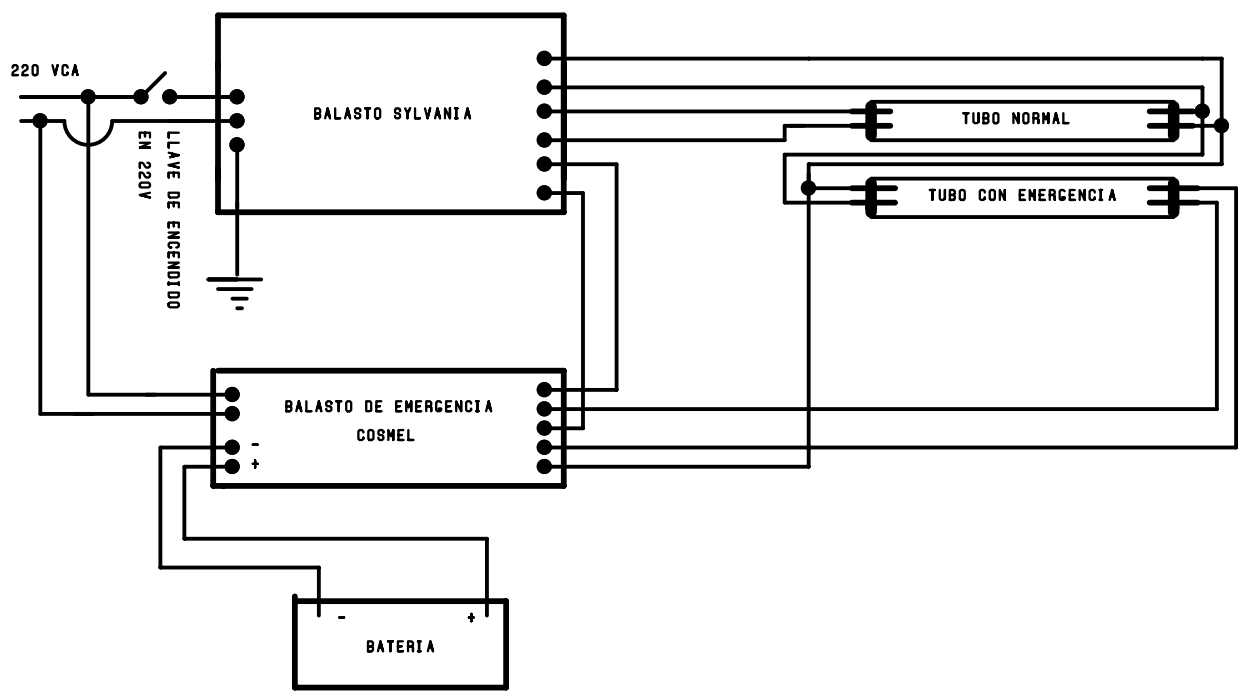 220 VCA
BALASTO SYLVANIA
TUBO NORMAL
LLAVE DE ENCENDIDO
EN 220V
TUBO CON EMERGENCIA
BALASTO DE EMERGENCIA
COSMEL
-
+
- +
BATERIA